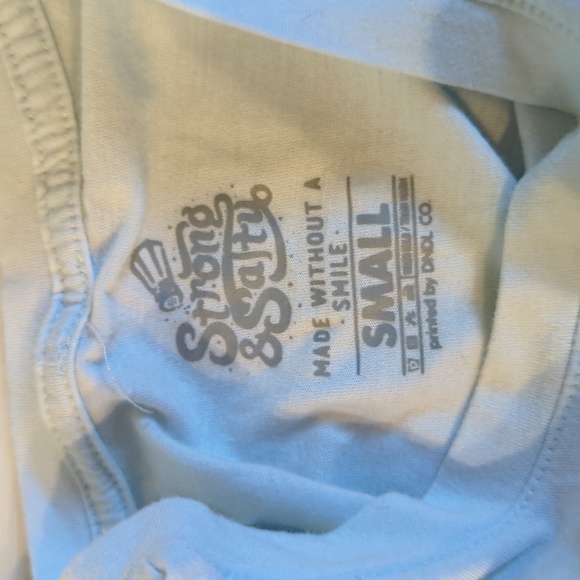 Strong
& Salty
MADE WITHOUT A
· SMILE ·
SMALL
printed by DNDL CO.